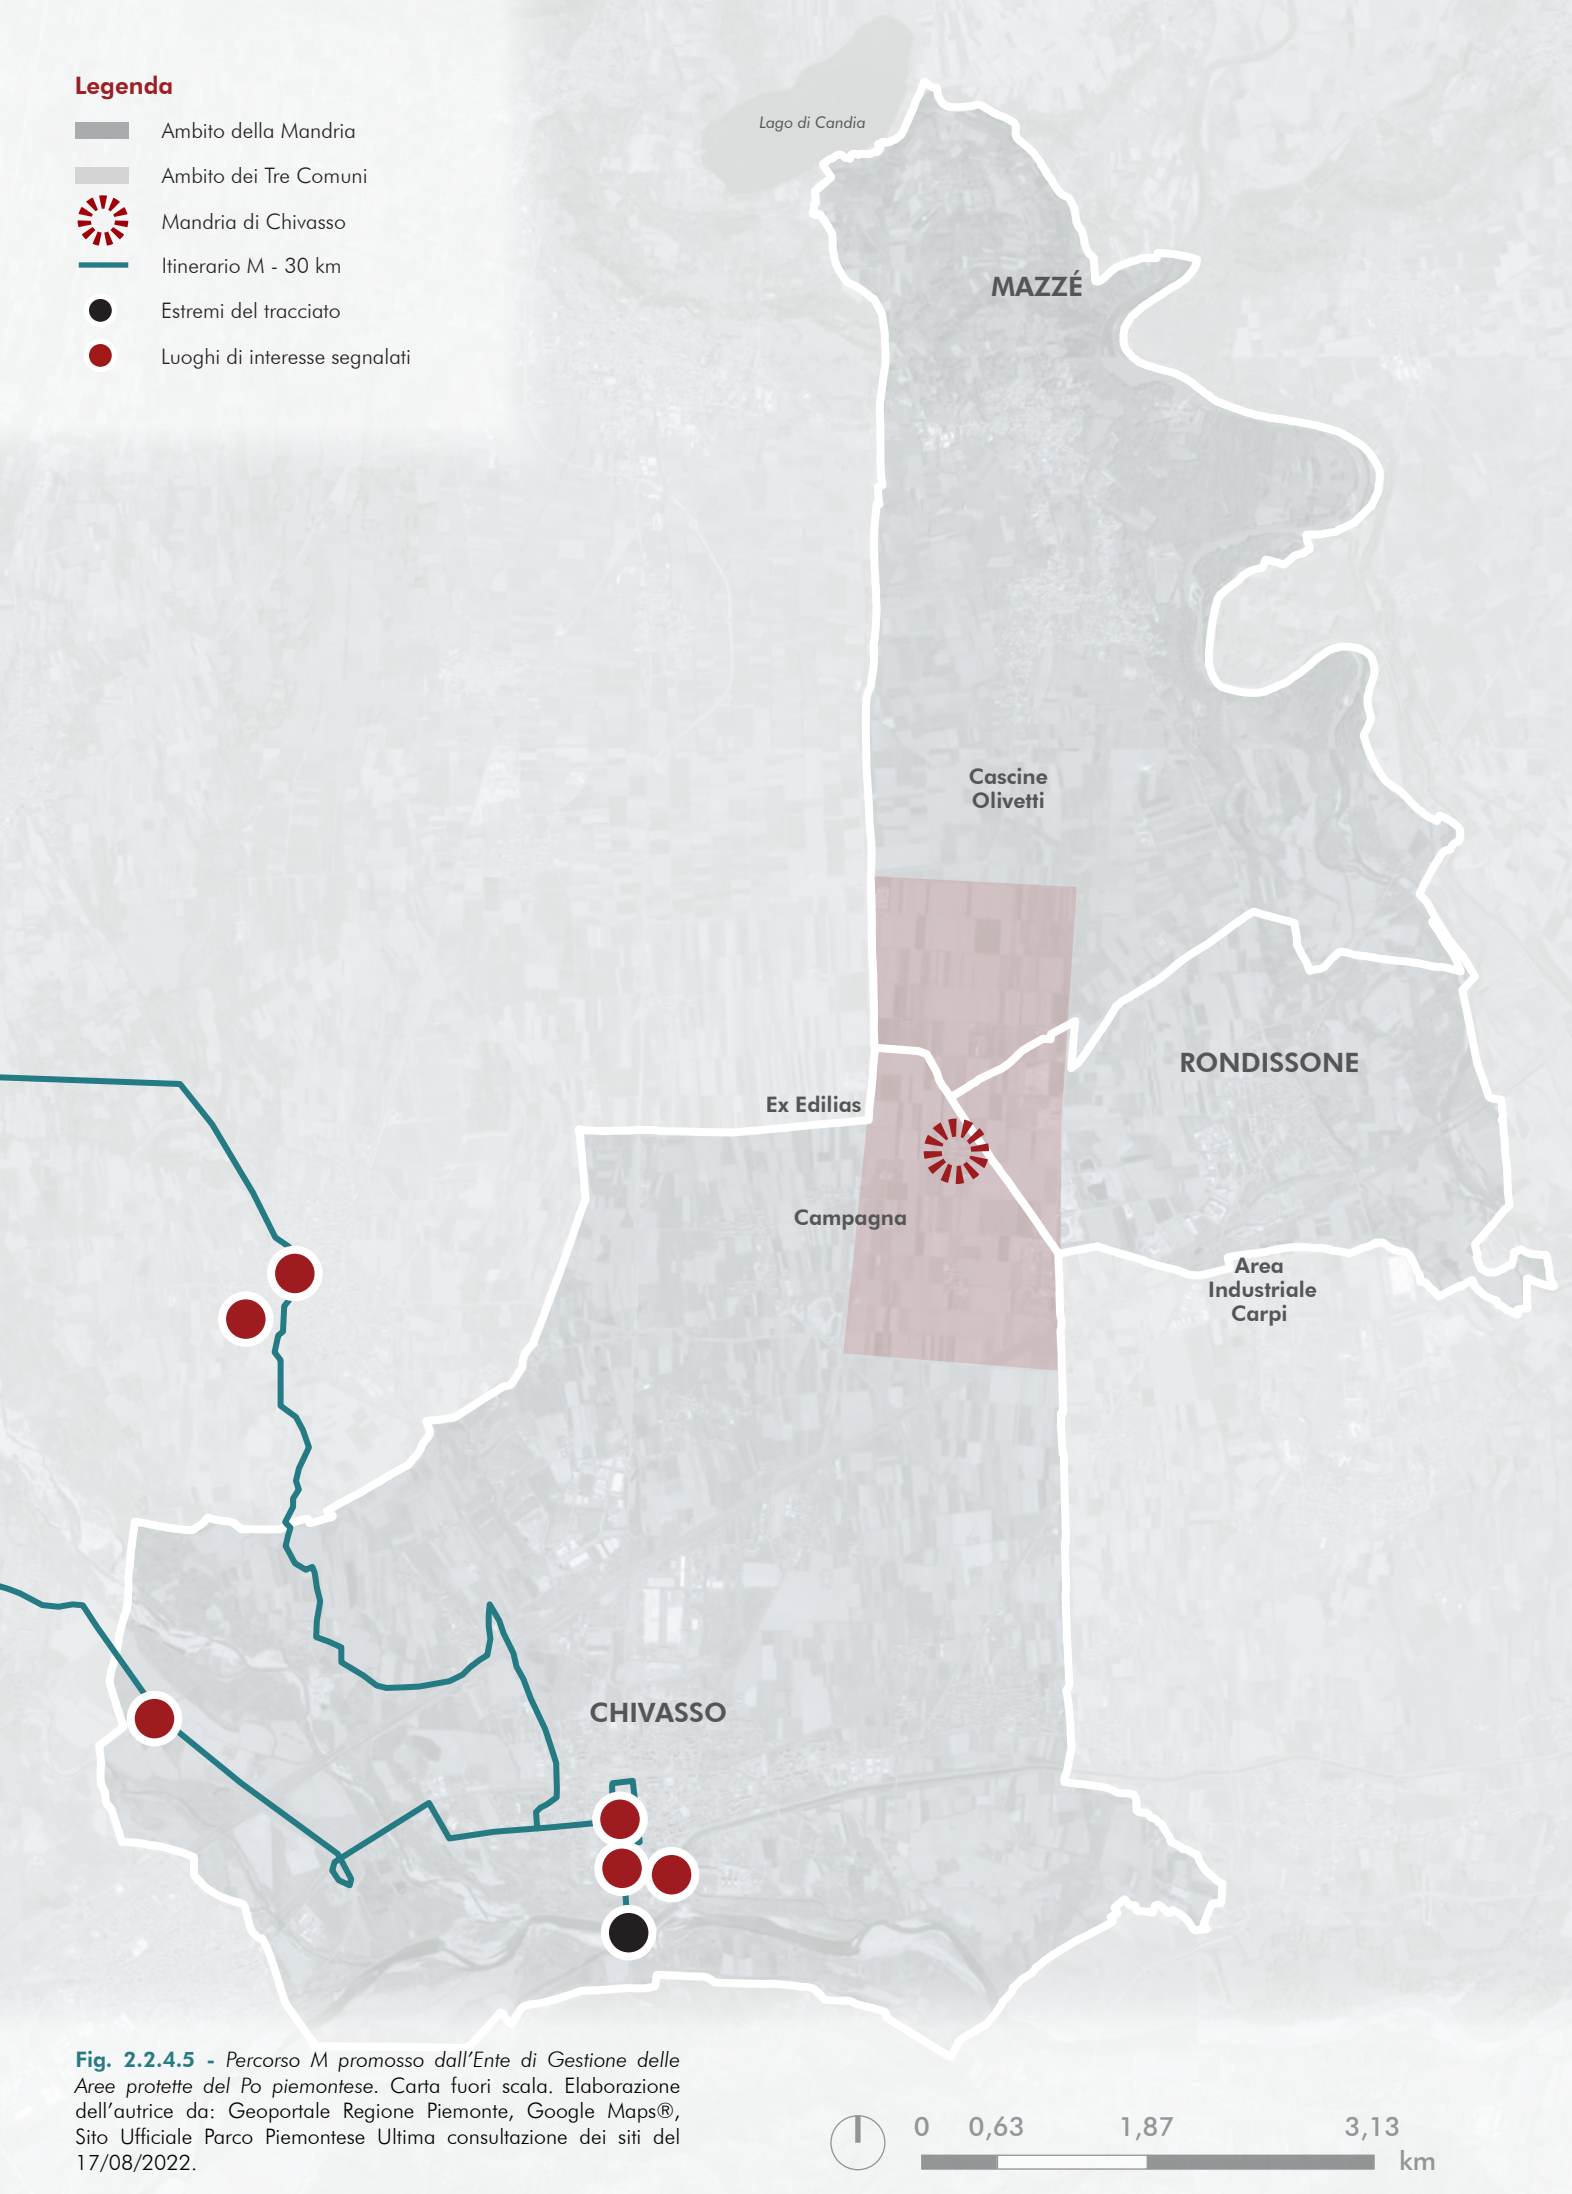 Legenda
Ambito della Mandria
Ambito dei Tre Comuni
Mandria di Chivasso
Itinerario M - 30 km
Estremi del tracciato
Luoghi di interesse segnalati
Lago di Candia
MAZZÉ
Cascine
Olivetti
RONDISSONE
Ex Edilias
Campagna
Area
Industriale
Carpi
CHIVASSO
Fig. 2.2.4.5 - Percorso M promosso dall'Ente di Gestione delle
Aree protette del Po piemontese. Carta fuori scala. Elaborazione
dell'autrice da: Geoportale Regione Piemonte, Google Maps®,
Sito Ufficiale Parco Piemontese Ultima consultazione dei siti del
17/08/2022.
0 0,63 1,87 3,13
km